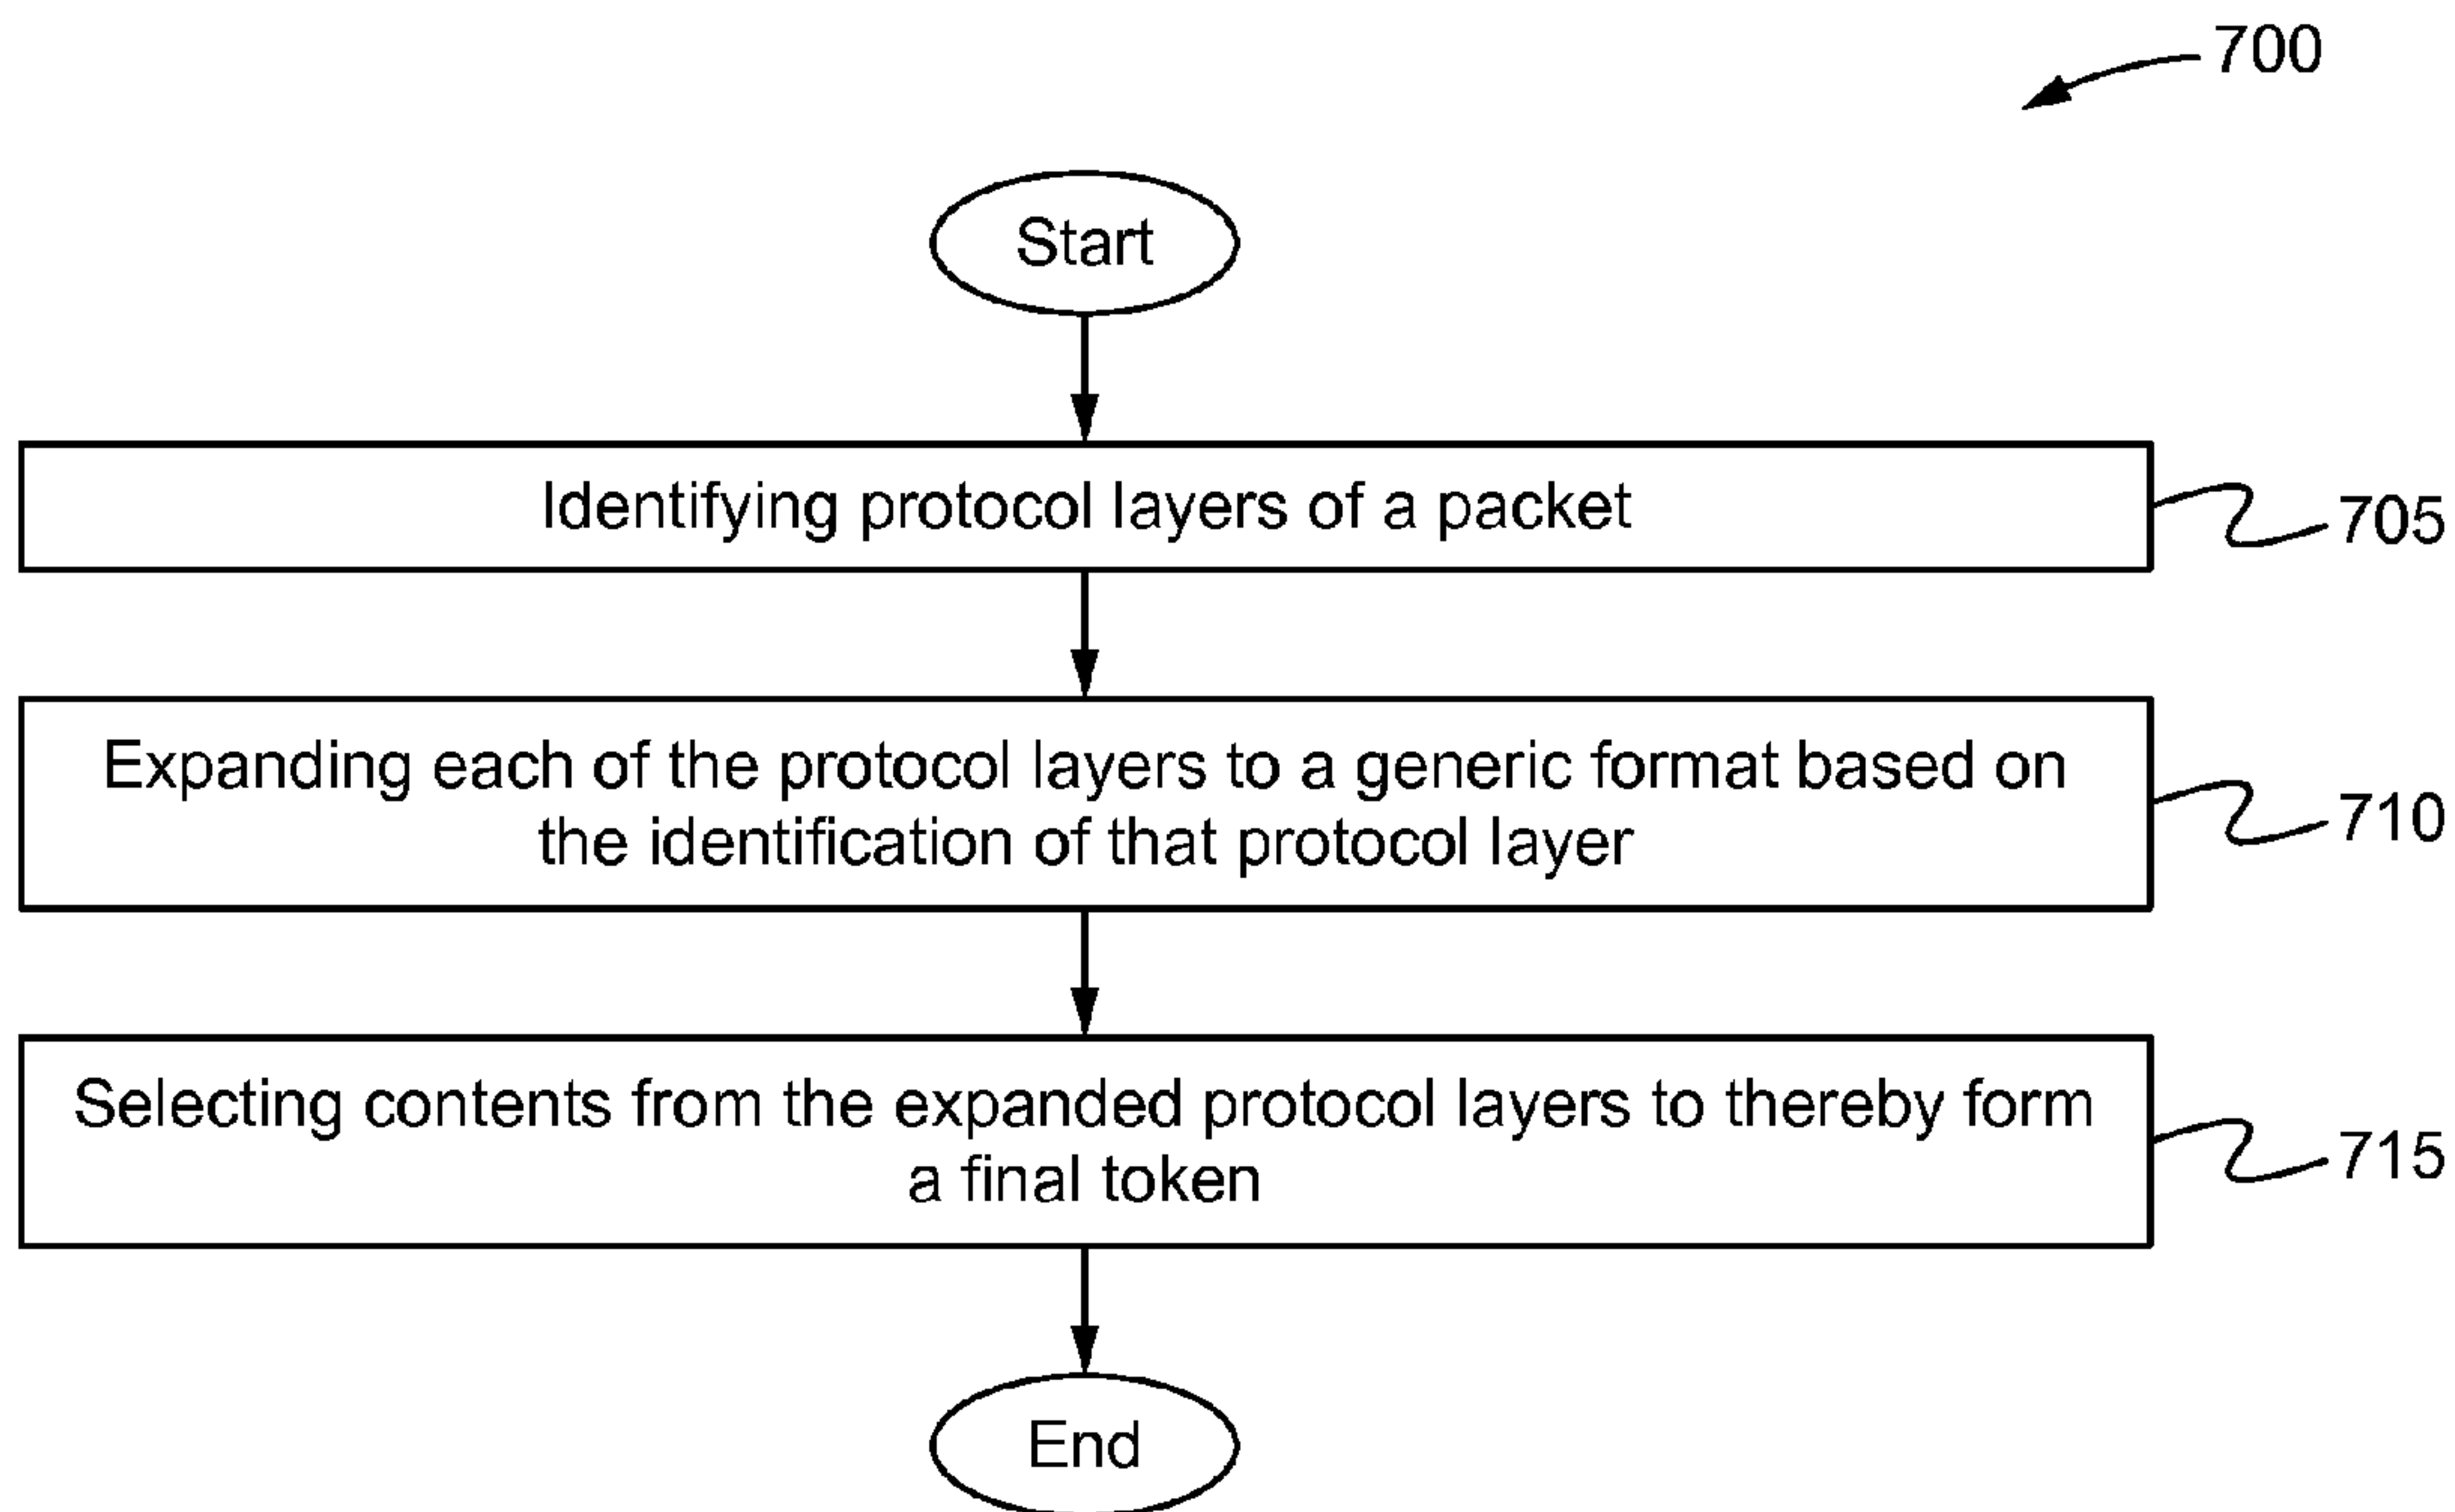 700
Start
Identifying protocol layers of a packet
705
Expanding each of the protocol layers to a generic format based on
the identification of that protocol layer
710
Selecting contents from the expanded protocol layers to thereby form
a final token
715
End